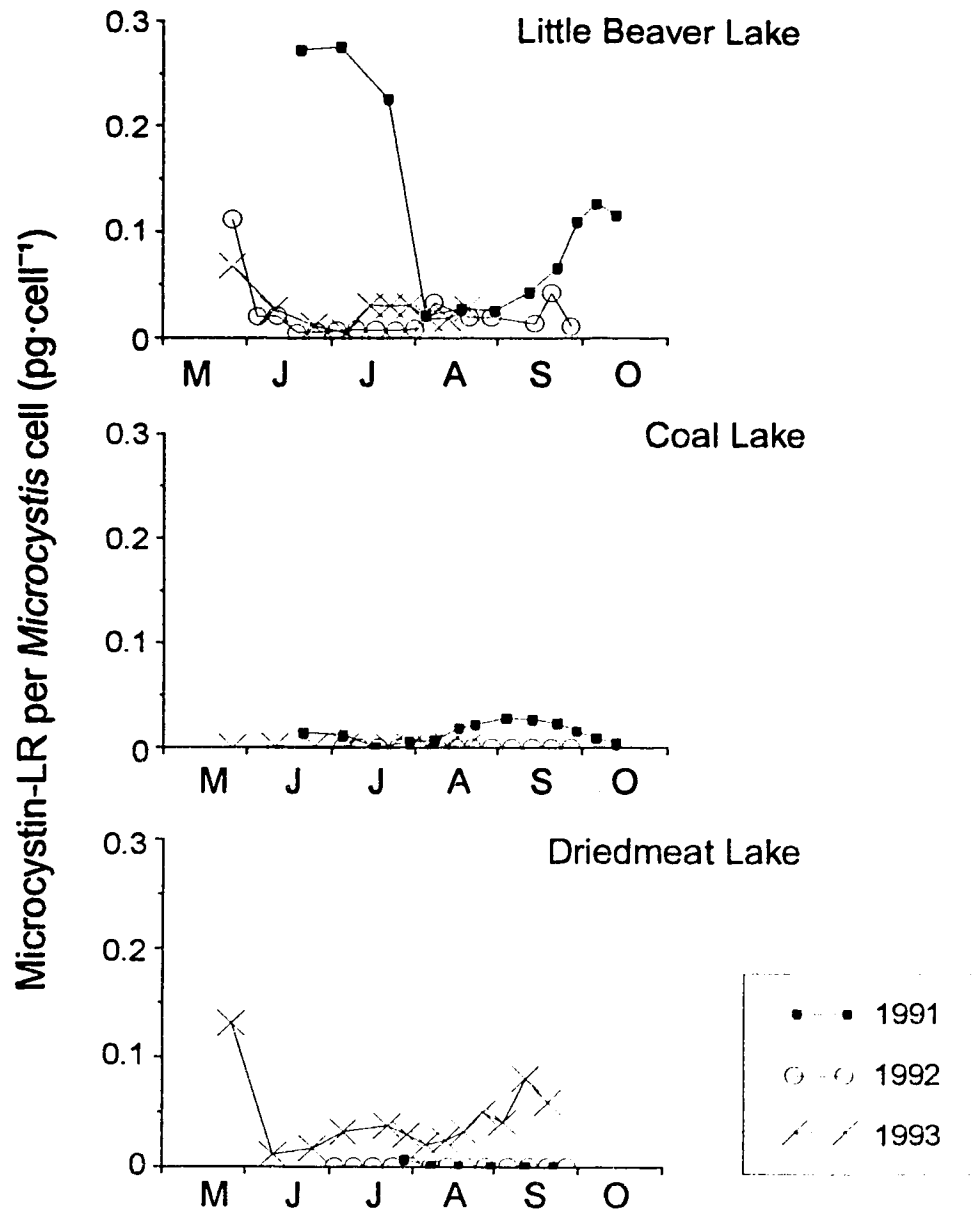 Microcystin-LR per Microcystis cell (pg·cell⁻¹)
Little Beaver Lake
0.3
0.2
0.1
0
M J J A S O
Coal Lake
0.3
0.2
0.1
0
M J J A S O
Driedmeat Lake
0.3
0.2
0.1
0
M J J A S O
1991
1992
1993